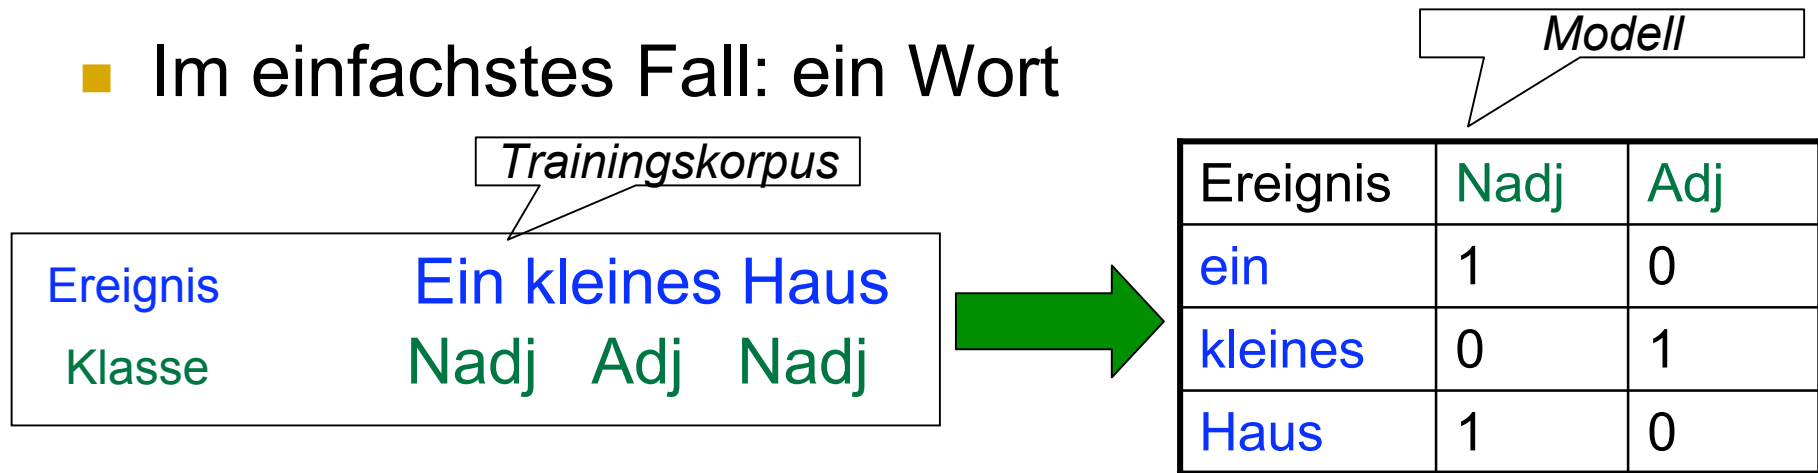 Im einfachstes Fall: ein Wort
Modell
Trainingskorpus
Ereignis Ein kleines Haus
Klasse Nadj Adj Nadj
Ereignis Nadj Adj
ein 1 0
kleines 0 1
Haus 1 0